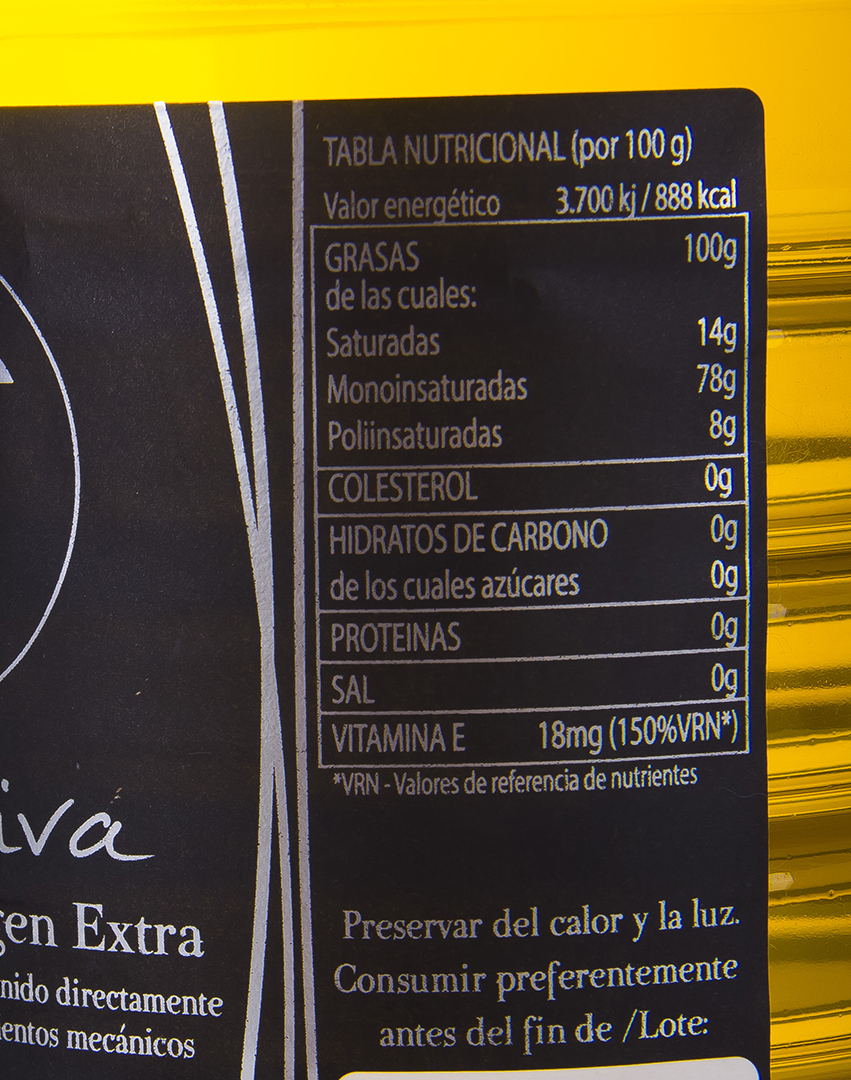 TABLA NUTRICIONAL (por 100 g)
Valor energético 3.700 kj / 888 kcal
GRASAS 100g
de las cuales:
Saturadas 14g
Monoinsaturadas 78g
Poliinsaturadas 8g
COLESTEROL 0g
HIDRATOS DE CARBONO 0g
de los cuales azúcares 0g
PROTEINAS 0g
SAL 0g
VITAMINA E 18mg (150%VRN*)
*VRN - Valores de referencia de nutrientes
Preservar del calor y la luz.
Consumir preferentemente
antes del fin de /Lote:
iva
gen Extra
nido directamente
entos mecánicos